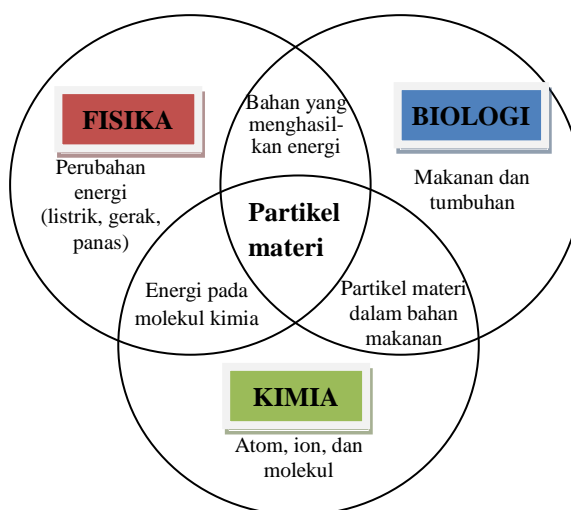 FISIKA
Perubahan
energi
(listrik, gerak,
panas)
Bahan yang
menghasil-
kan energi
BIOLOGI
Makanan dan
tumbuhan
Partikel
materi
Energi pada
molekul kimia
Partikel materi
dalam bahan
makanan
KIMIA
Atom, ion, dan
molekul